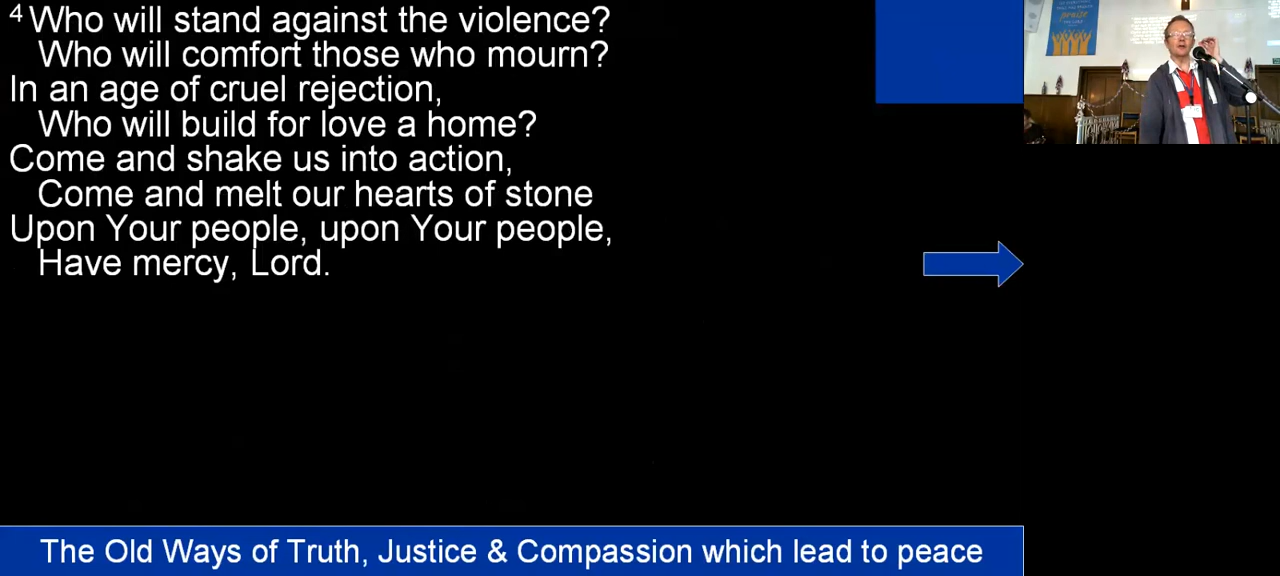 4 Who will stand against the violence?
Who will comfort those who mourn?
In an age of cruel rejection,
Who will build for love a home?
Come and shake us into action,
Come and melt our hearts of stone
Upon Your people, upon Your people,
Have mercy, Lord.
praise
The Old Ways of Truth, Justice & Compassion which lead to peace